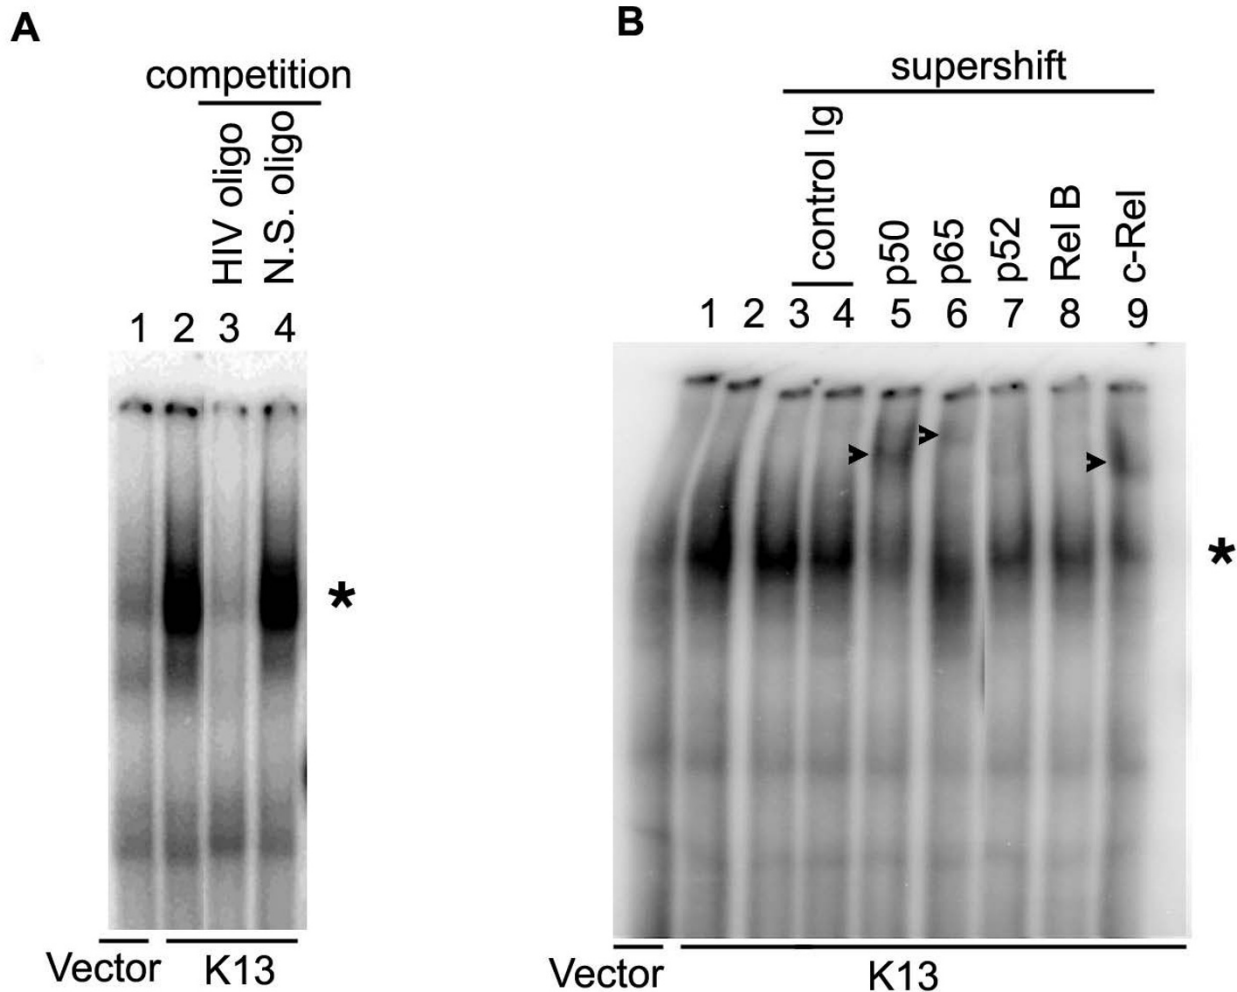 A
competition
HIV oligo
N.S. oligo
1 2 3 4
*
Vector K13
B
supershift
control Ig
p50
p65
p52
Rel B
c-Rel
1 2 3 4 5 6 7 8 9
*
Vector K13